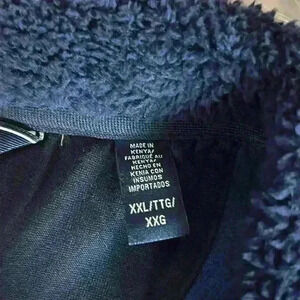 MADE IN
KENYA/
FABRIQUÉ AU
KENYA/
HECHO EN
KENIA CON
INSUMOS
IMPORTADOS
XXL/TTG/
XXG